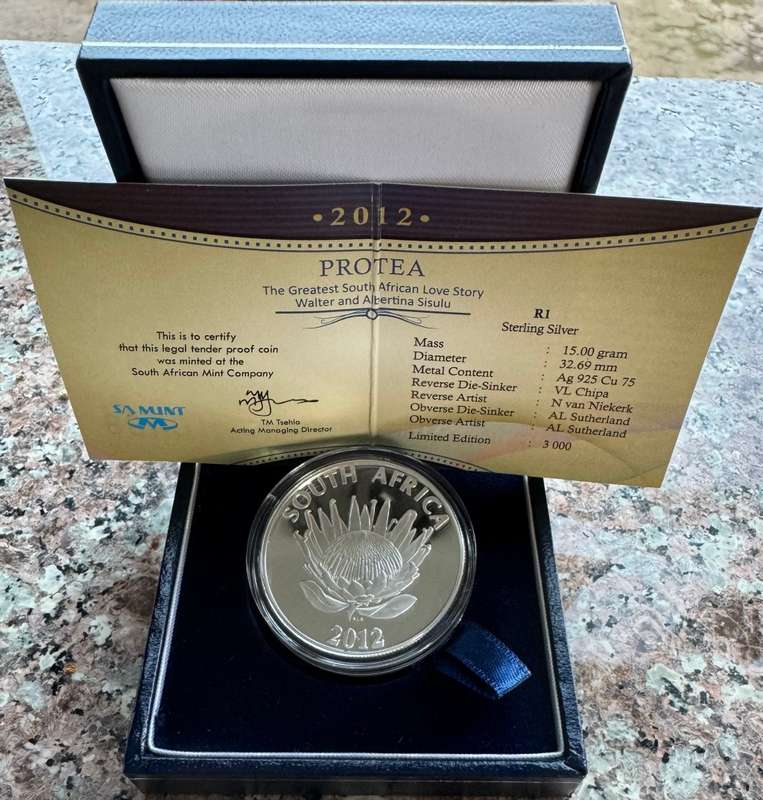 •2012•
PROTEA
The Greatest South African Love Story
Walter and Albertina Sisulu
This is to certify
that this legal tender proof coin
was minted at the
South African Mint Company
SA MINT
TM Tsehla
Acting Managing Director
R1
Sterling Silver
Mass : 15.00 gram
Diameter : 32.69 mm
Metal Content : Ag 925 Cu 75
Reverse Die-Sinker : VL Chipa
Reverse Artist : N van Niekerk
Obverse Die-Sinker : AL Sutherland
Obverse Artist : AL Sutherland
Limited Edition : 3 000
SOUTH AFRICA
2012